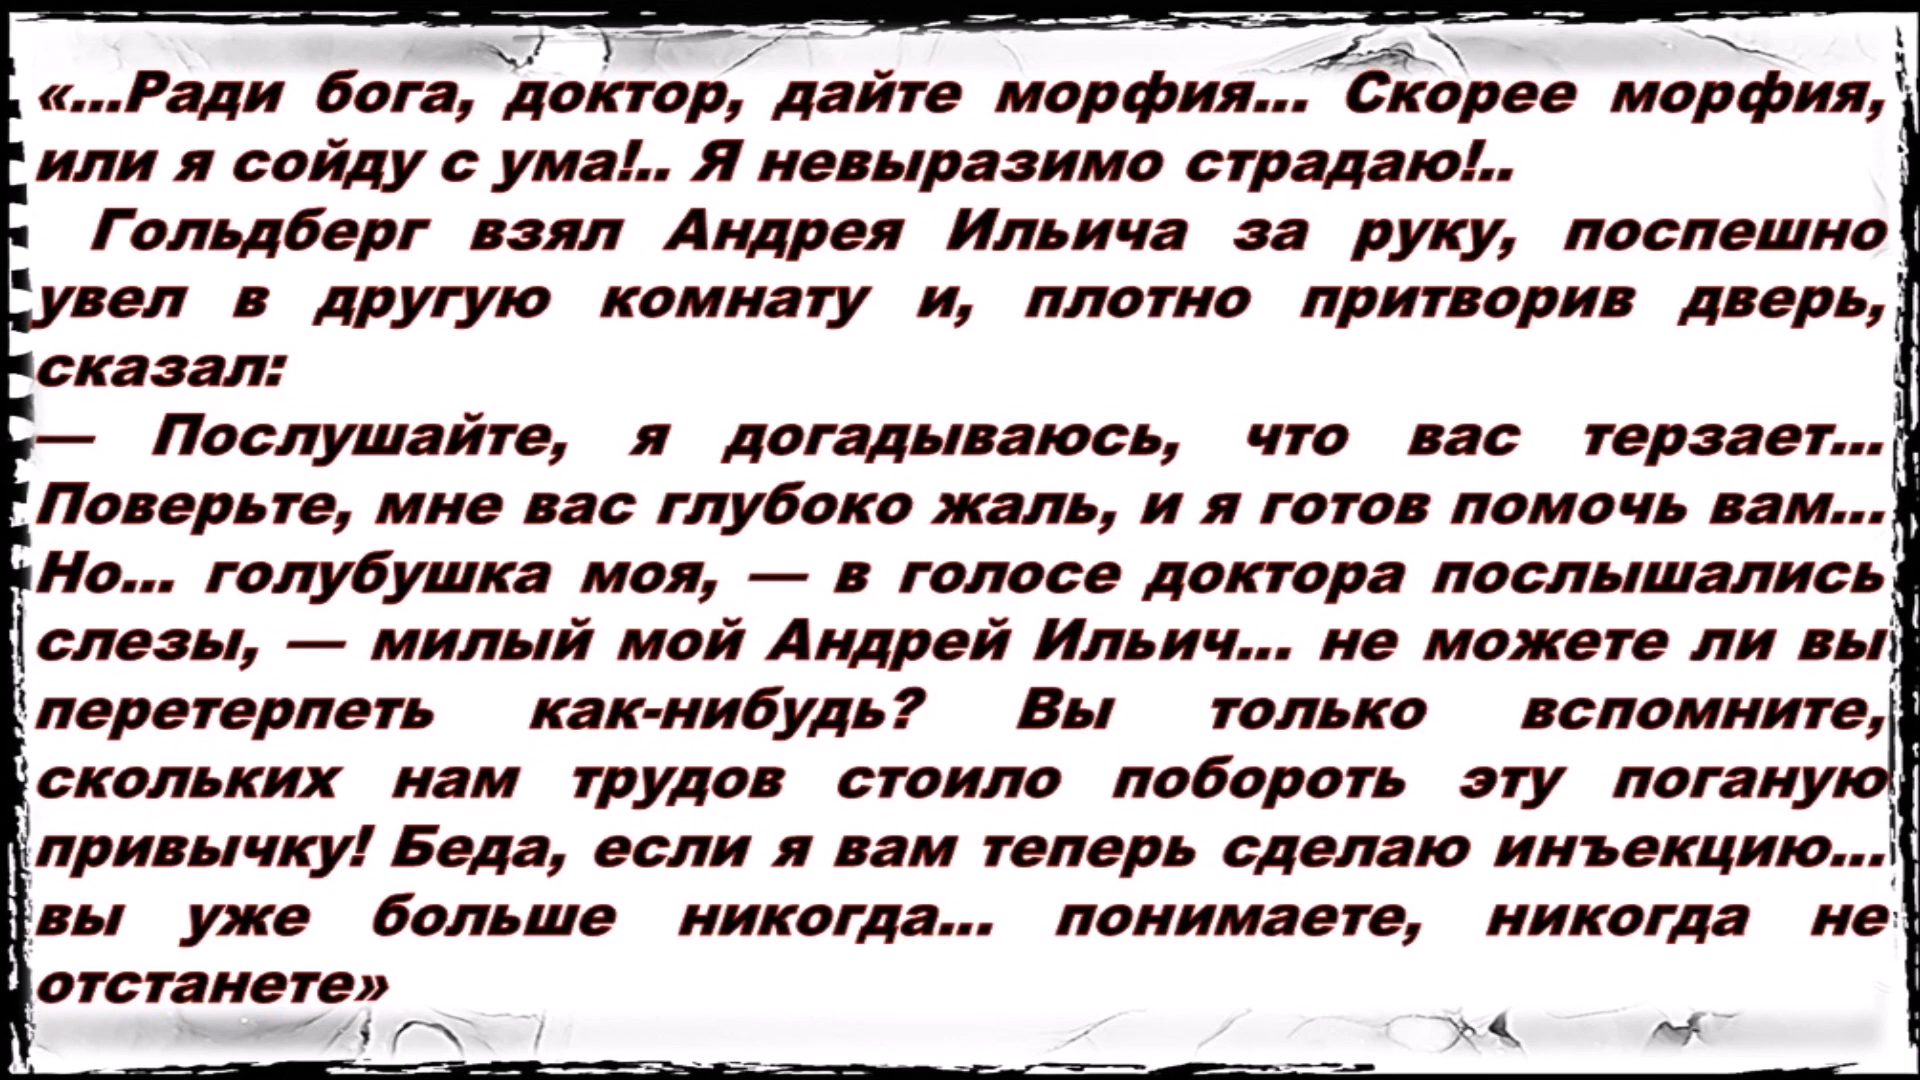 «...Ради бога, доктор, дайте морфия... Скорее морфия,
или я сойду с ума!.. Я невыразимо страдаю!..
Гольдберг взял Андрея Ильича за руку, поспешно
увел в другую комнату и, плотно притворив дверь,
сказал:
— Послушайте, я догадываюсь, что вас терзает...
Поверьте, мне вас глубоко жаль, и я готов помочь вам...
Но... голубушка моя, — в голосе доктора послышались
слезы, — милый мой Андрей Ильич... не можете ли вы
перетерпеть как-нибудь? Вы только вспомните,
скольких нам трудов стоило побороть эту поганую
привычку! Беда, если я вам теперь сделаю инъекцию...
вы уже больше никогда... понимаете, никогда не
отстанете»